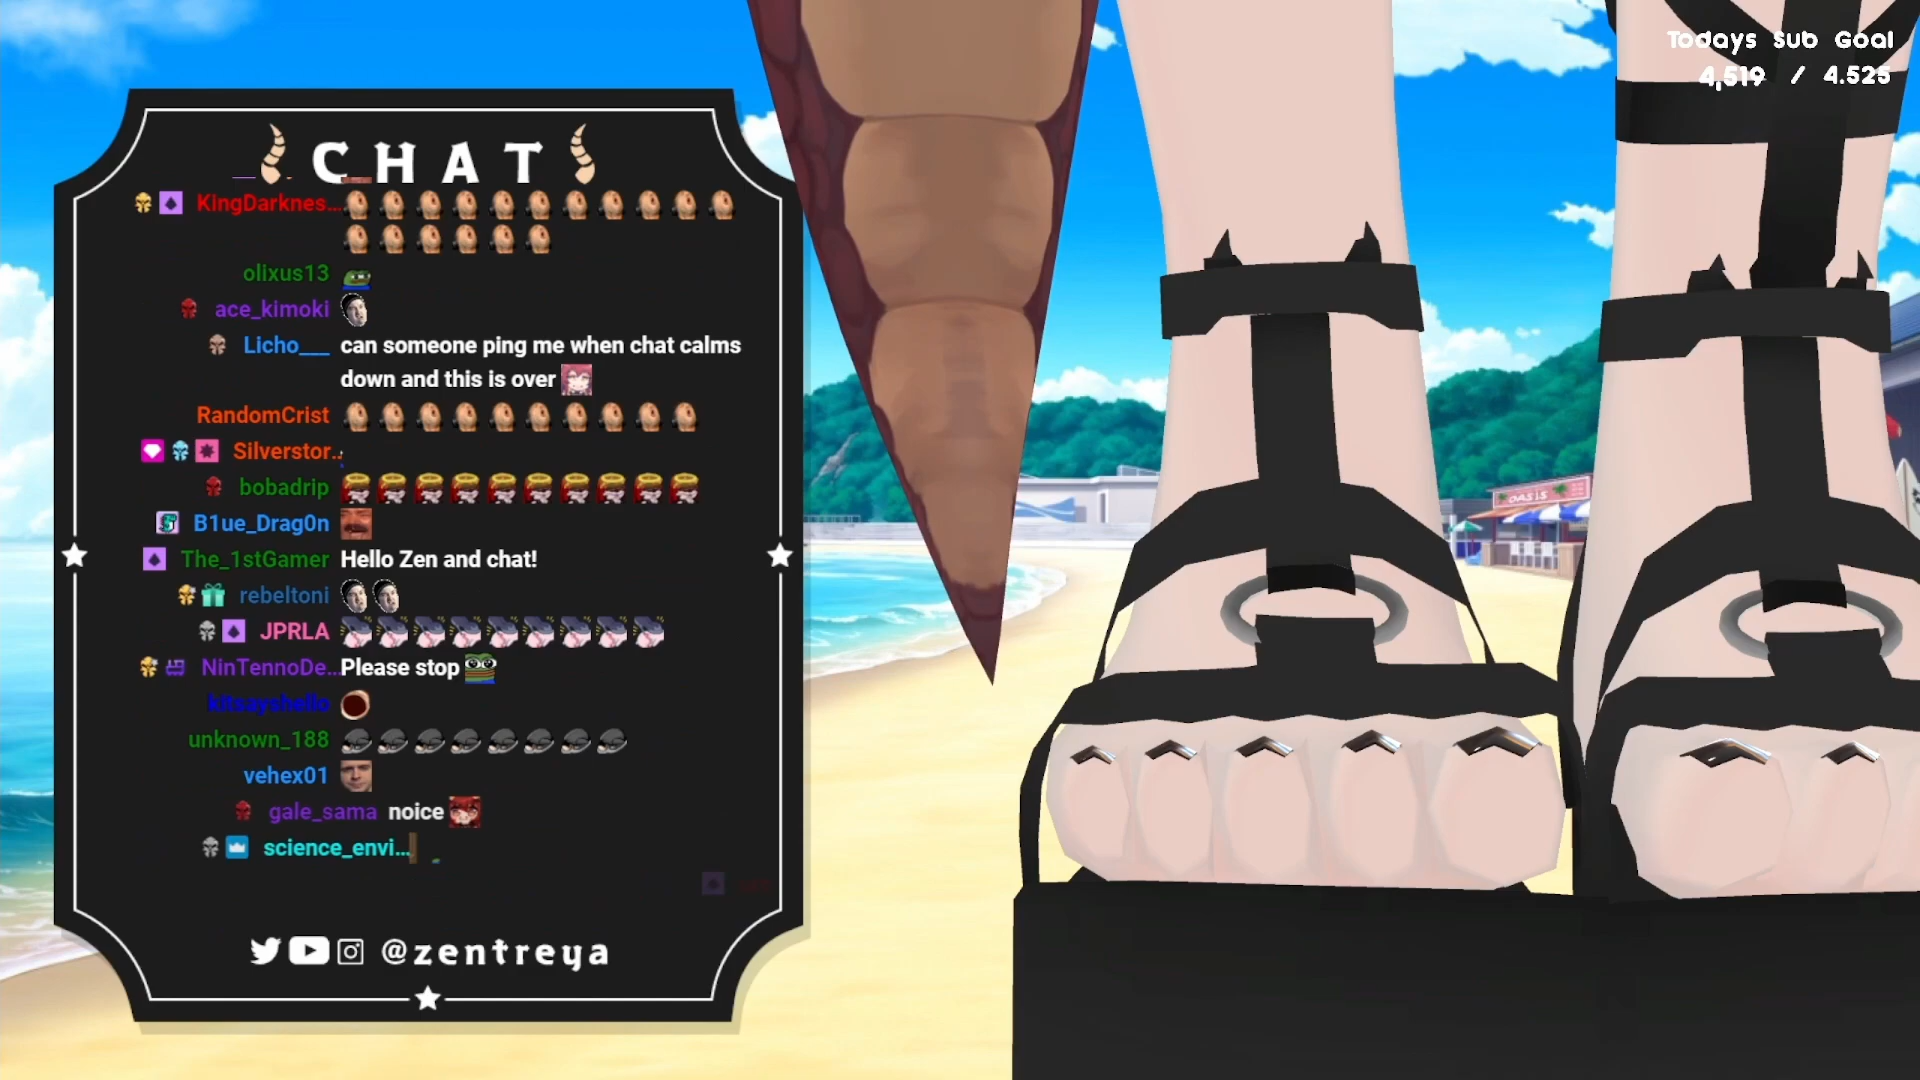 Todays Sub Goal
4,519 / 4.525
CHAT
KingDarknes...
olixus13
ace_kimoki
Licho___ can someone ping me when chat calms
down and this is over
RandomCrist
Silverstor..
bobadrip
B1ue_Drag0n
The_1stGamer Hello Zen and chat!
rebeltoni
JPRLA
NinTennoDe... Please stop
kitsayshello
unknown_188
vehex01
gale_sama noice
science_envi...
@zentreya
OASIS